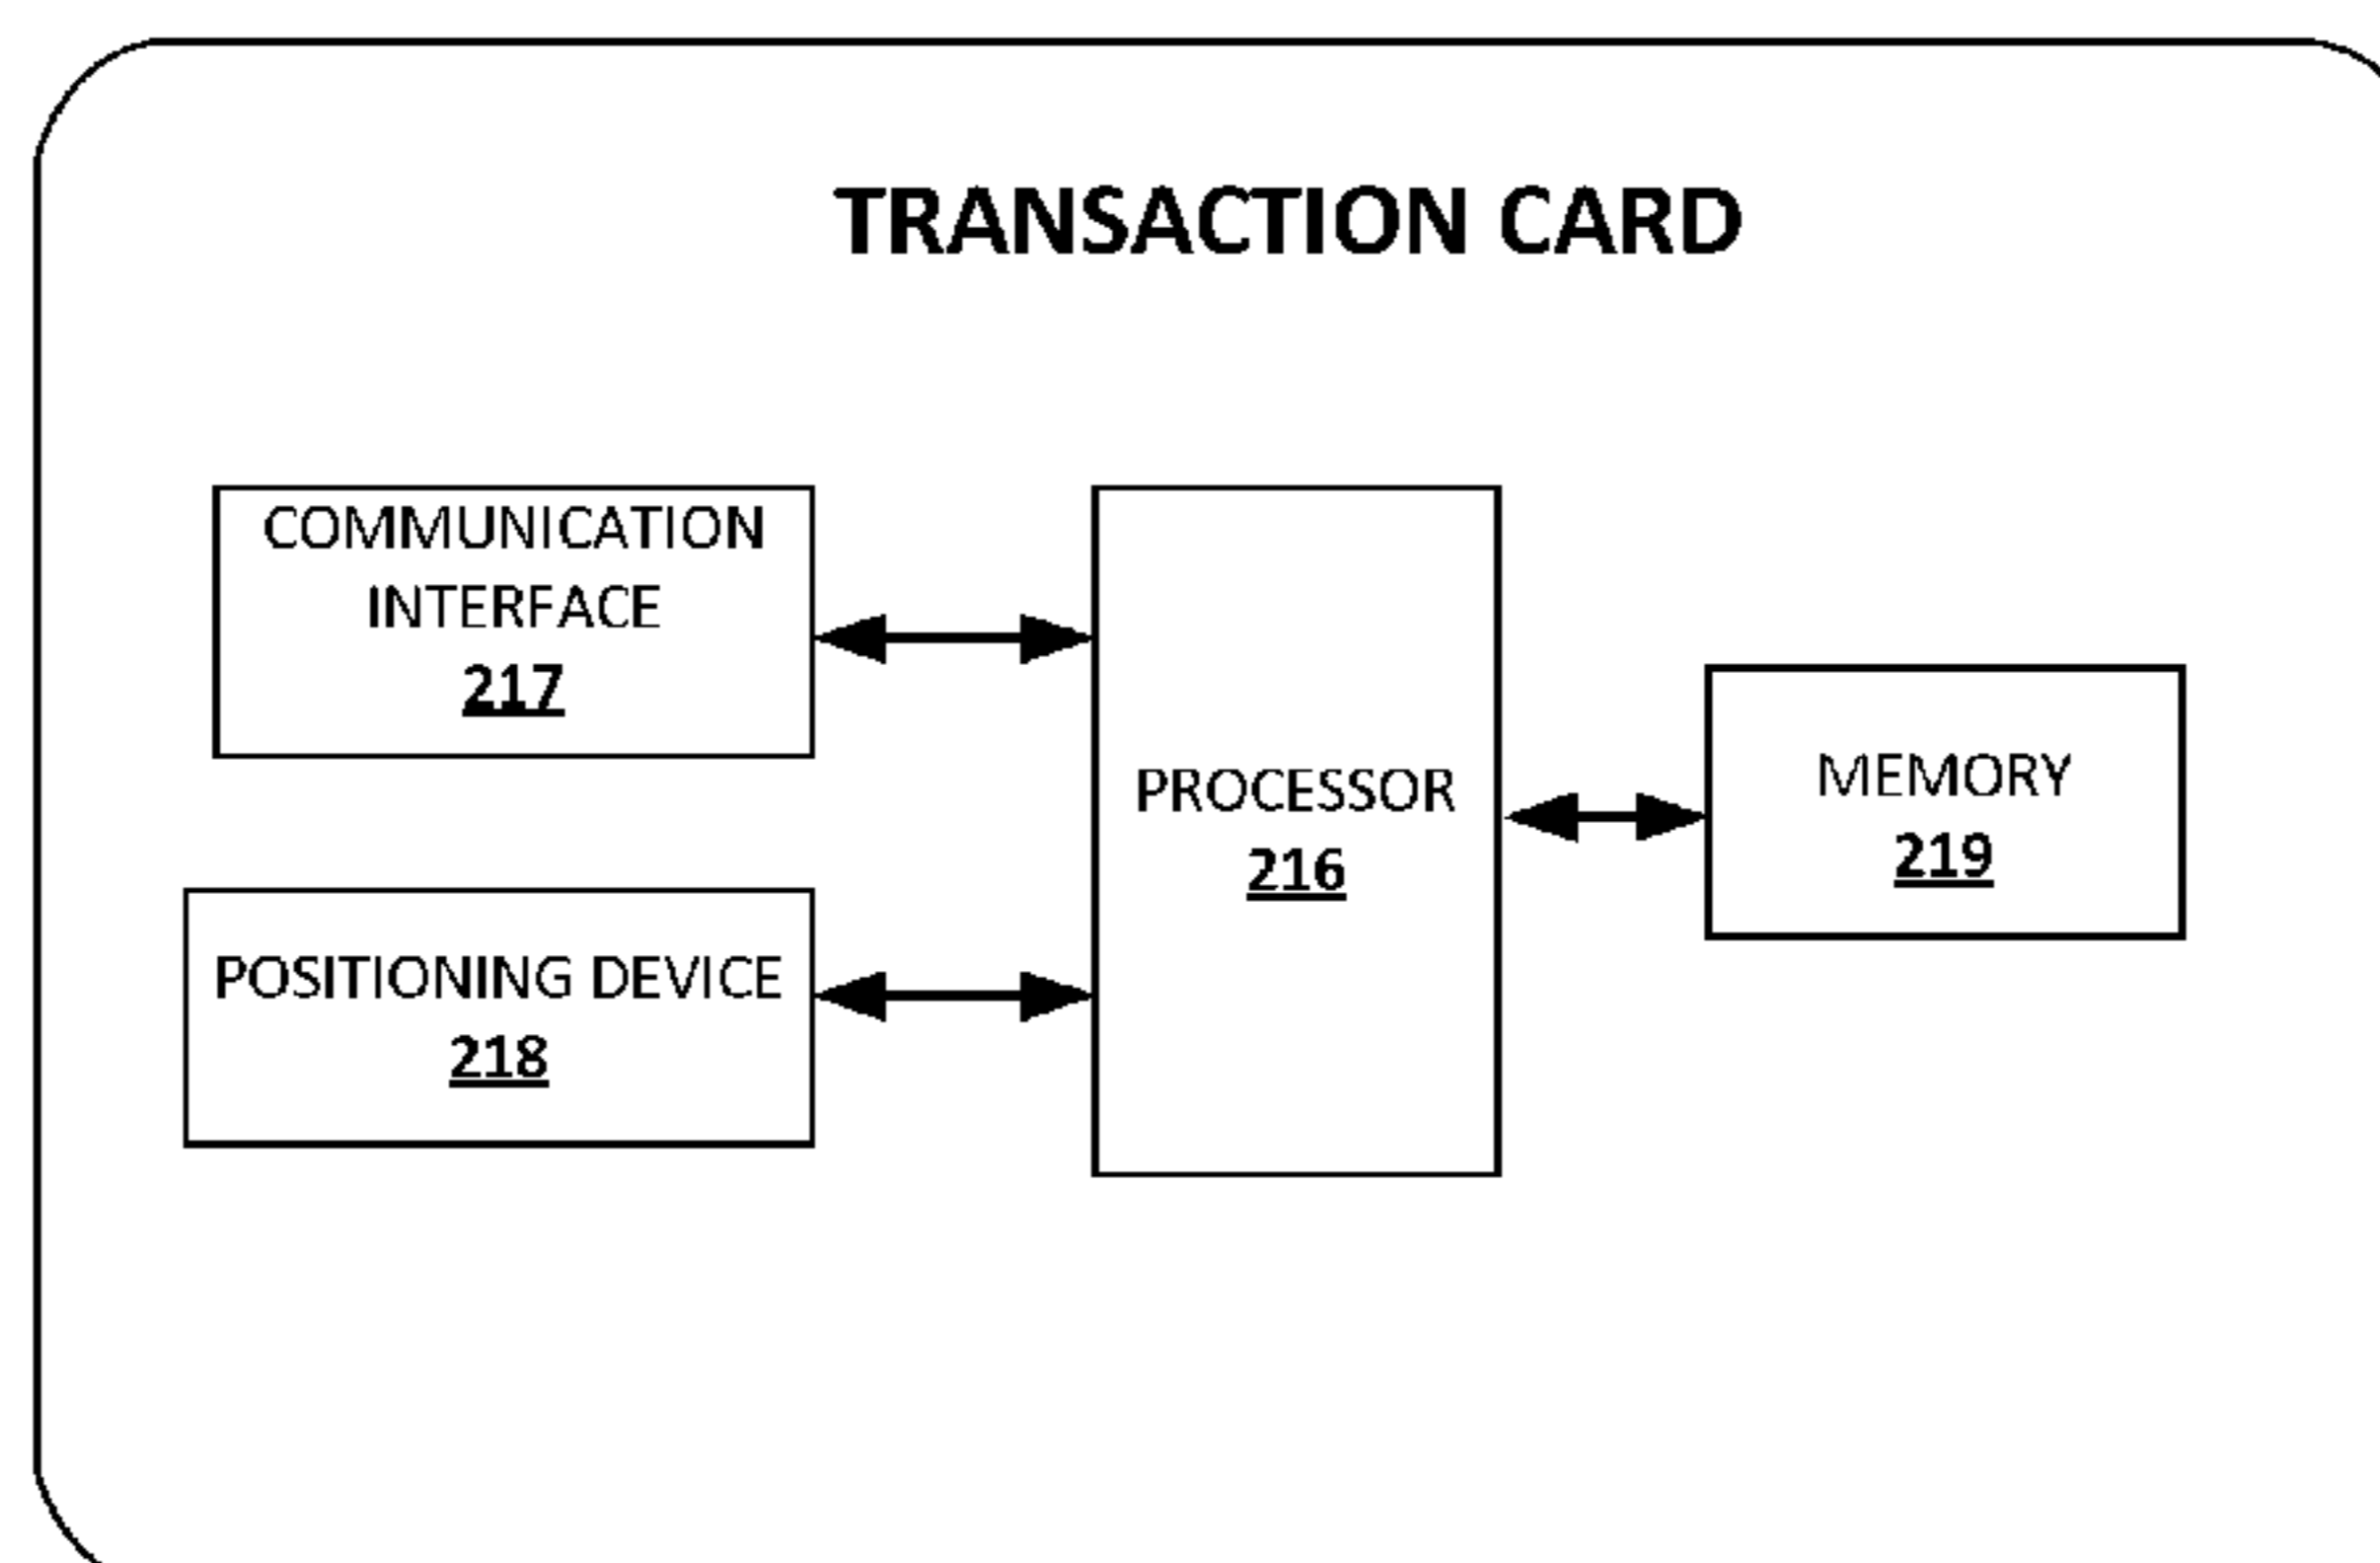 TRANSACTION CARD
COMMUNICATION
INTERFACE
217
POSITIONING DEVICE
218
PROCESSOR
216
MEMORY
219